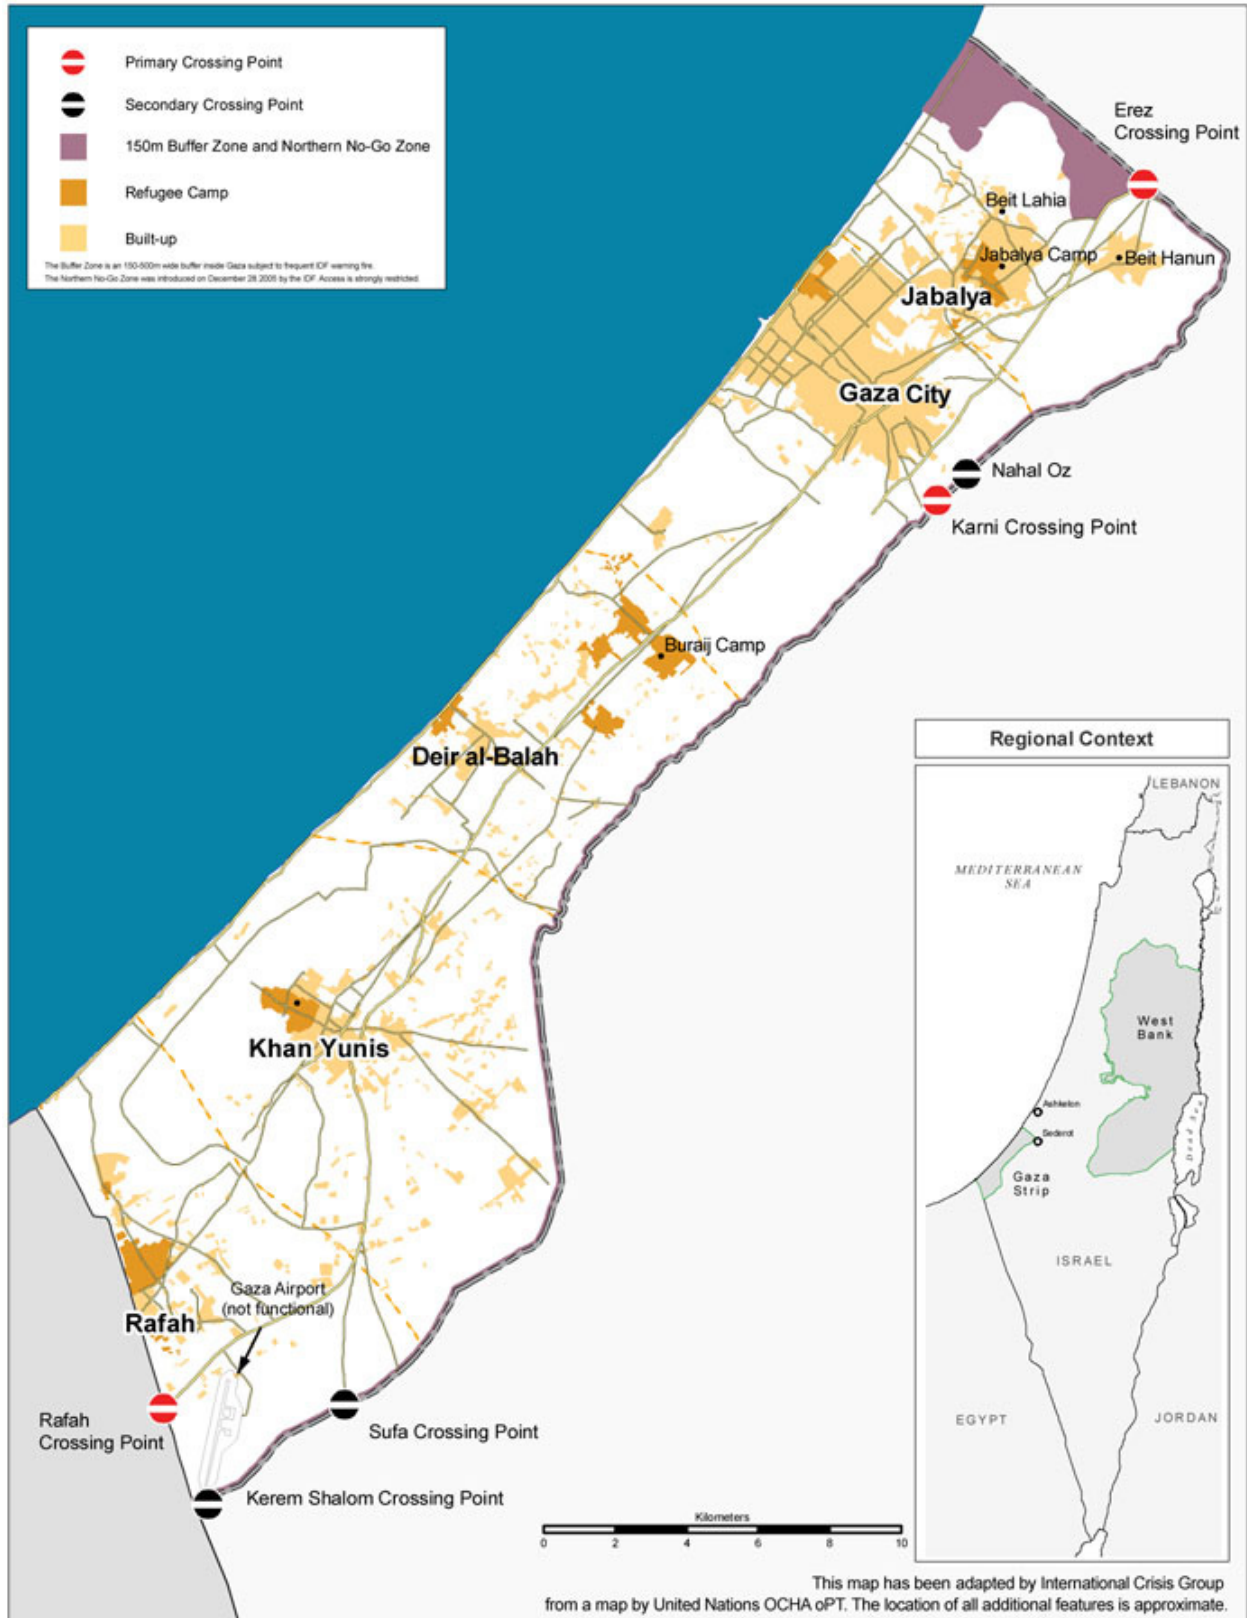 Primary Crossing Point
Secondary Crossing Point
150m Buffer Zone and Northern No-Go Zone
Refugee Camp
Built-up
The Buffer Zone is an 150-500m wide buffer inside Gaza subject to frequent IDF warning fire.
The Northern No-Go Zone was introduced on December 28 2005 by the IDF. Access is strongly restricted.
Erez
Crossing Point
Beit Lahia
Jabalya Camp
Beit Hanun
Jabalya
Gaza City
Nahal Oz
Karni Crossing Point
Buraij Camp
Deir al-Balah
Khan Yunis
Gaza Airport
(not functional)
Rafah
Rafah
Crossing Point
Sufa Crossing Point
Kerem Shalom Crossing Point
Regional Context
LEBANON
MEDITERRANEAN
SEA
West
Bank
Ashkelon
Sederot
Dead Sea
Gaza
Strip
ISRAEL
EGYPT
JORDAN
Kilometers
0 2 4 6 8 10
This map has been adapted by International Crisis Group
from a map by United Nations OCHA oPT. The location of all additional features is approximate.